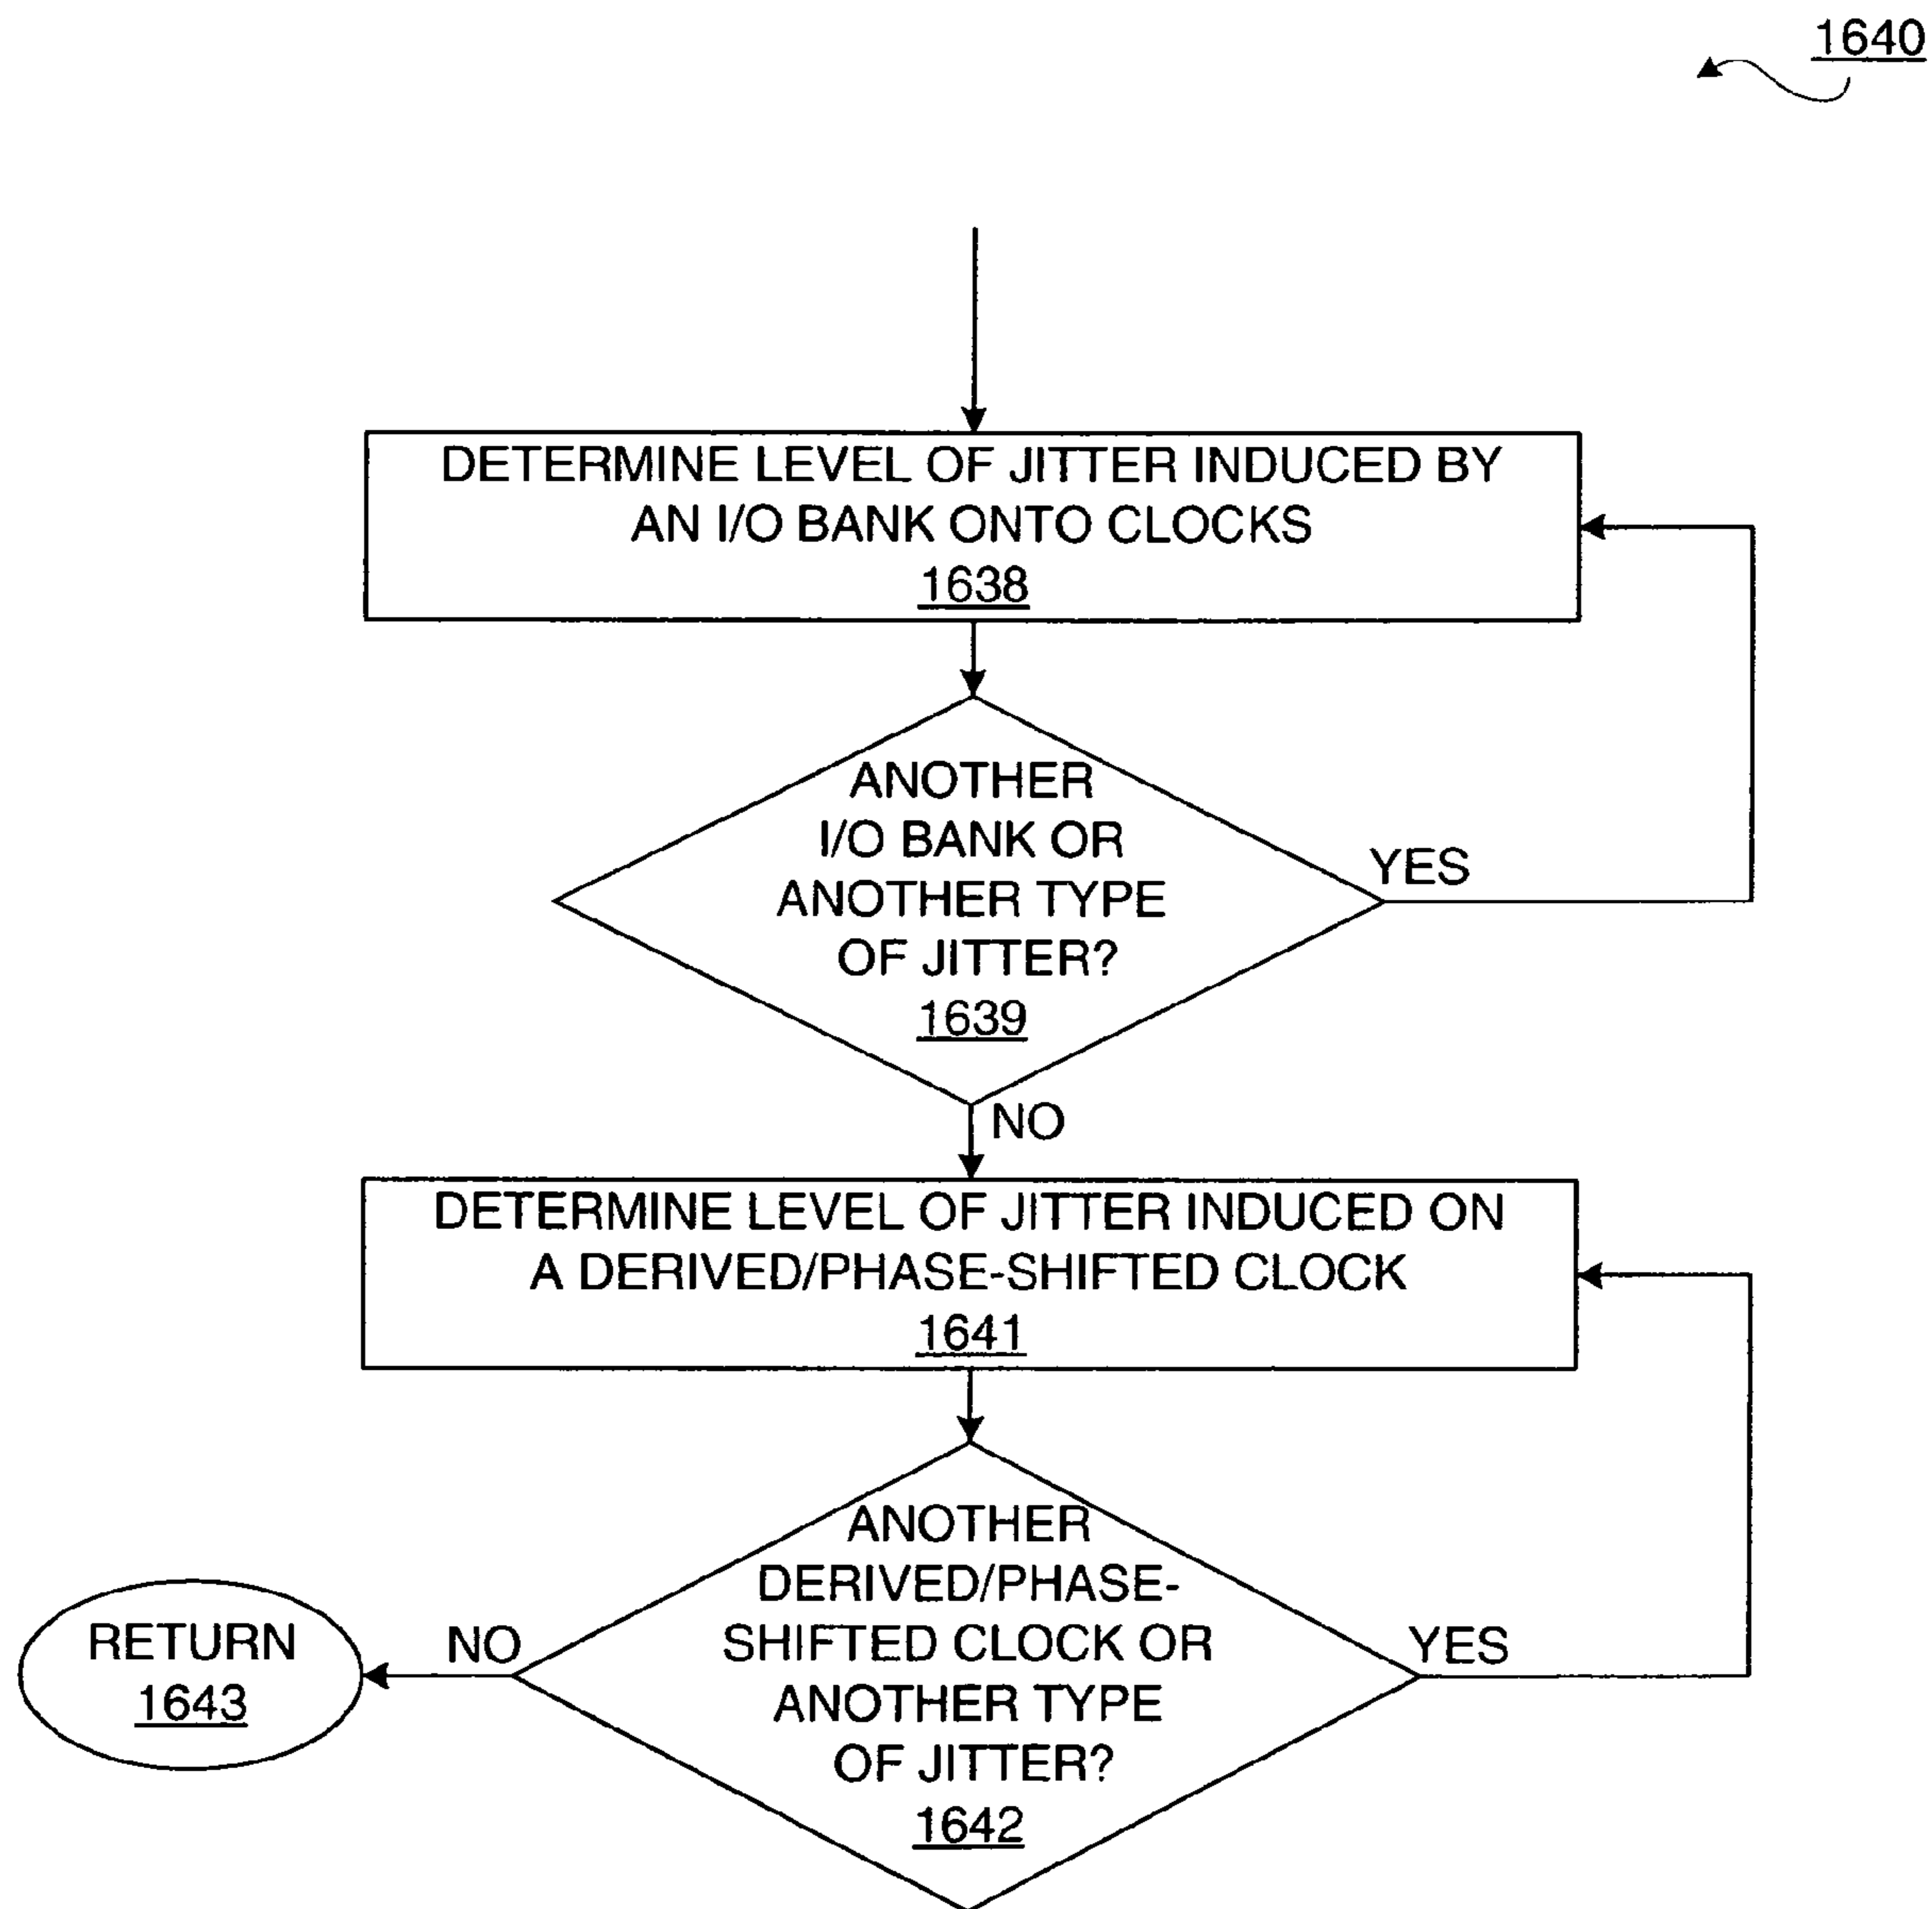 1640
DETERMINE LEVEL OF JITTER INDUCED BY
AN I/O BANK ONTO CLOCKS
1638
ANOTHER
I/O BANK OR
ANOTHER TYPE
OF JITTER?
1639
YES
NO
DETERMINE LEVEL OF JITTER INDUCED ON
A DERIVED/PHASE-SHIFTED CLOCK
1641
ANOTHER
DERIVED/PHASE-
SHIFTED CLOCK OR
ANOTHER TYPE
OF JITTER?
1642
YES
NO
RETURN
1643